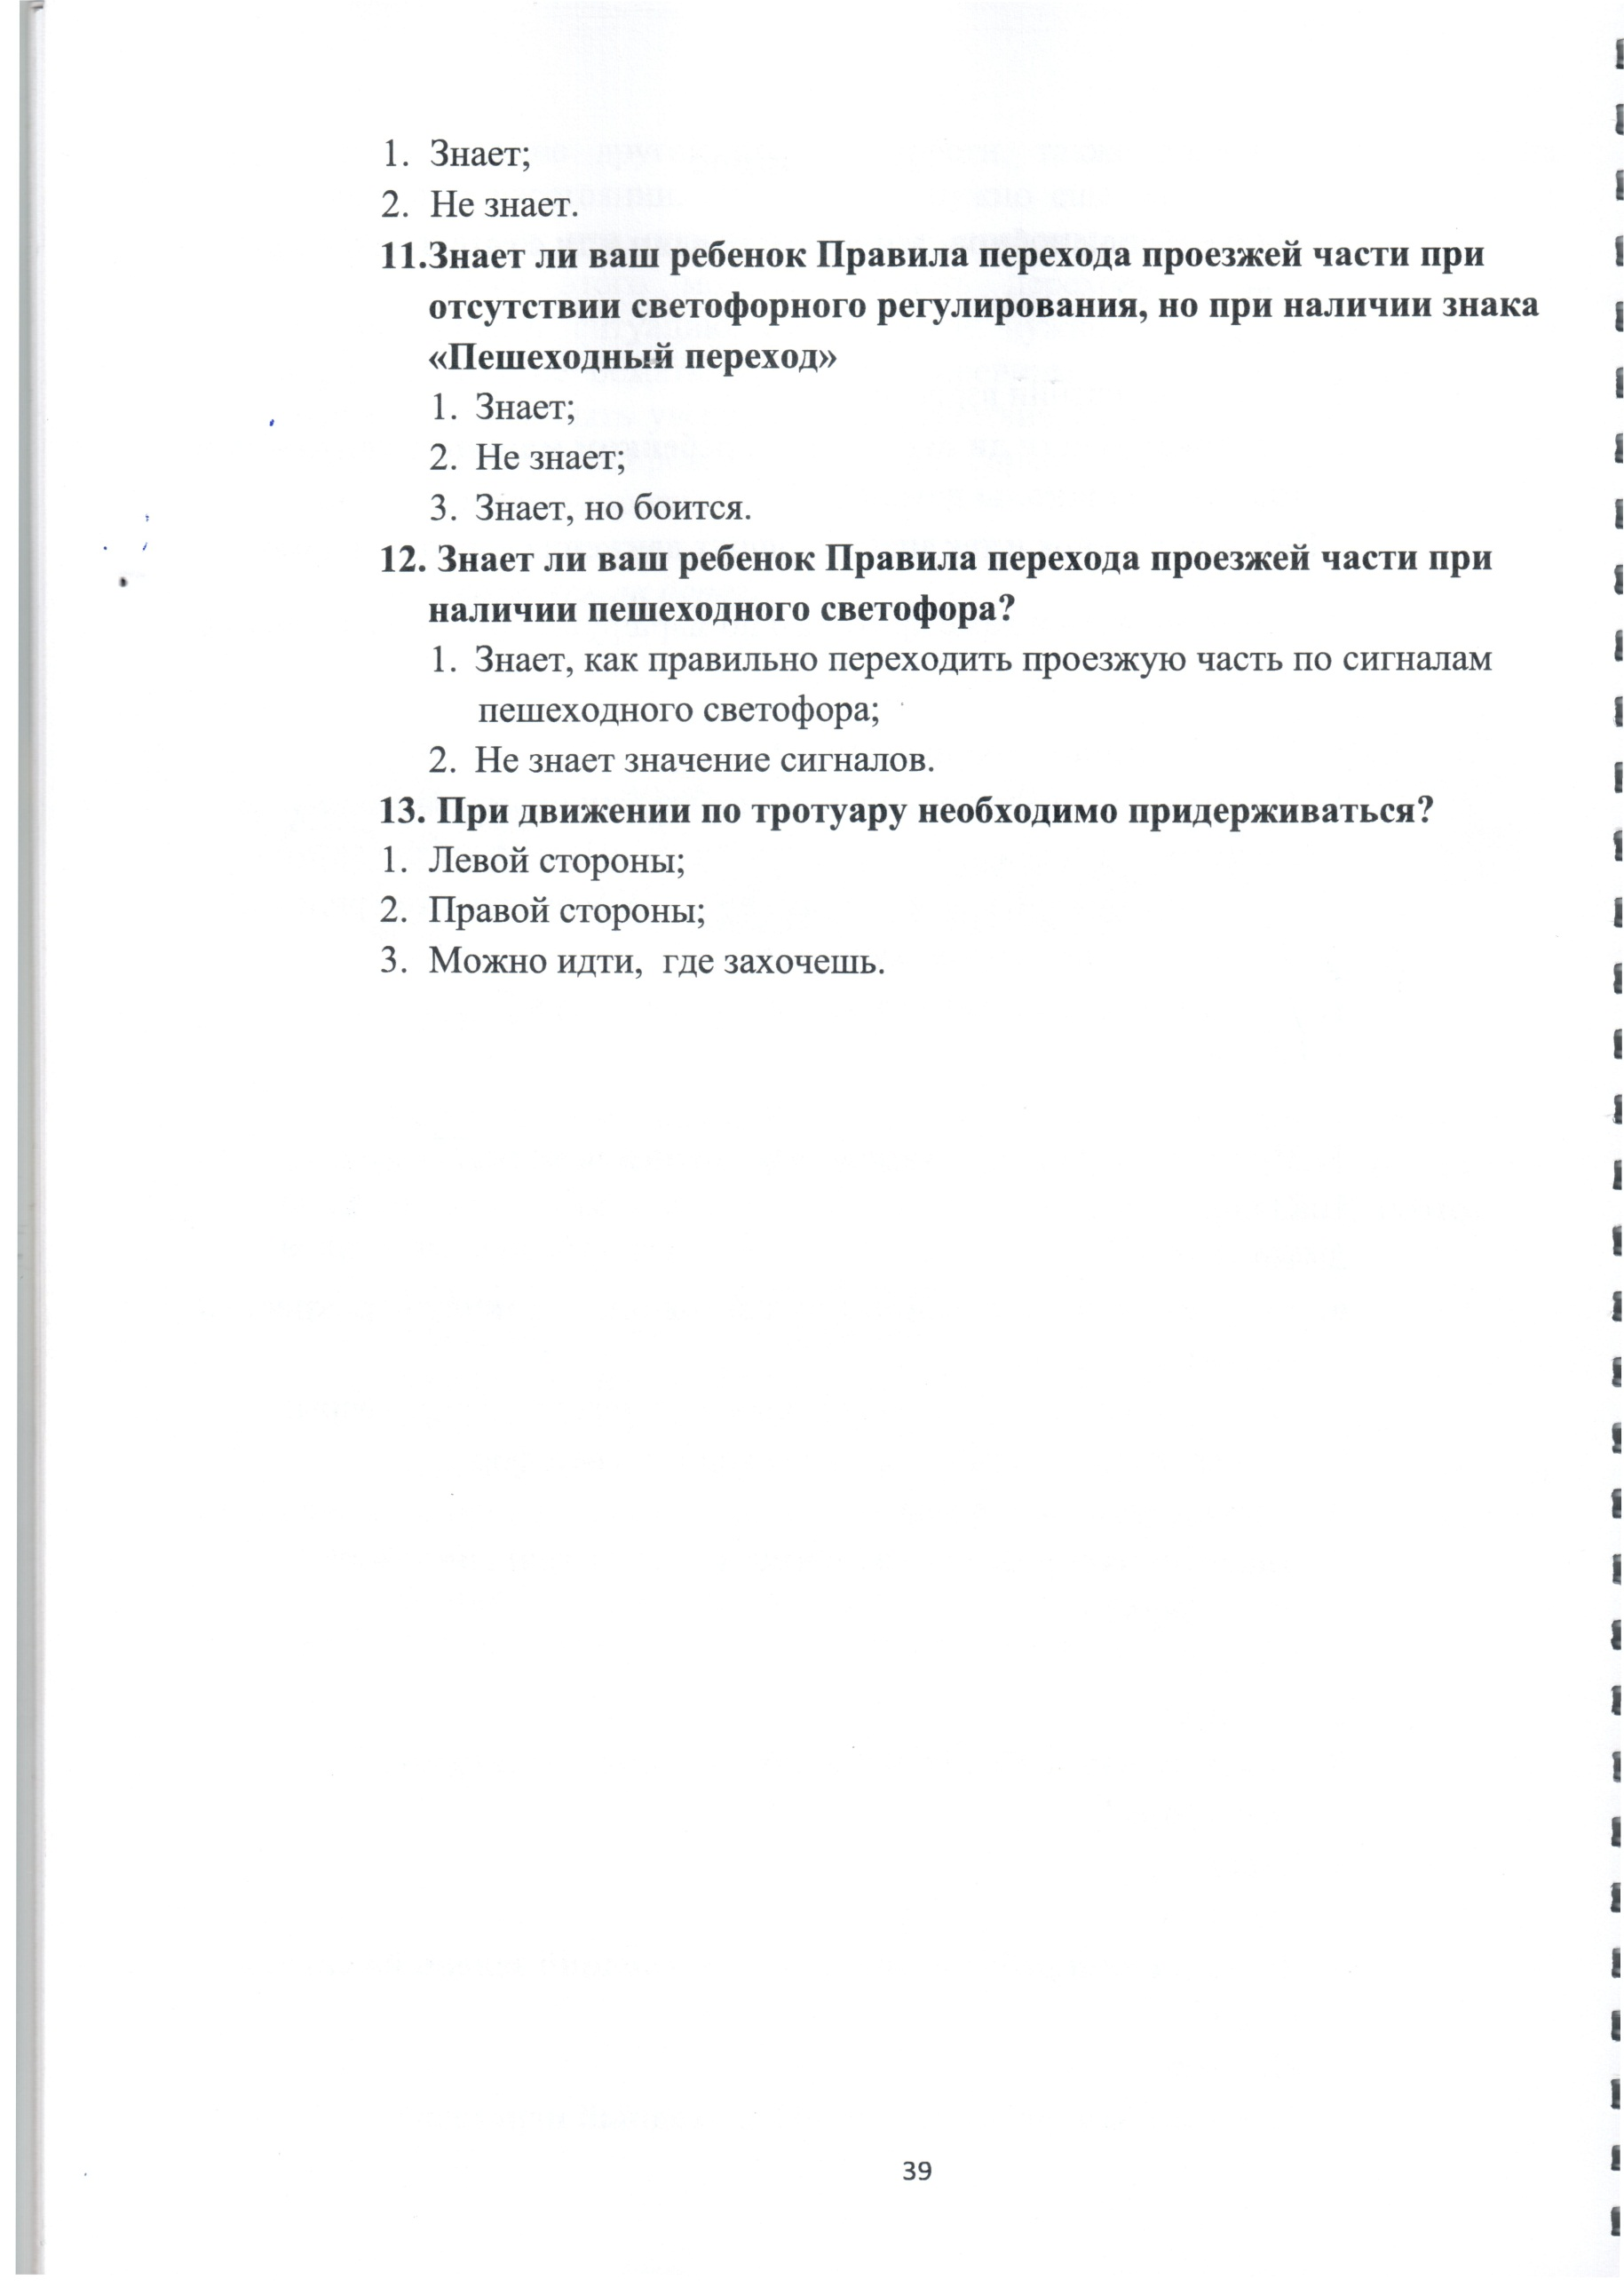 1. Знает;
2. Не знает.
11.Знает ли ваш ребенок Правила перехода проезжей части при
отсутствии светофорного регулирования, но при наличии знака
«Пешеходный переход»
1. Знает;
2. Не знает;
3. Знает, но боится.
12. Знает ли ваш ребенок Правила перехода проезжей части при
наличии пешеходного светофора?
1. Знает, как правильно переходить проезжую часть по сигналам
пешеходного светофора;
2. Не знает значение сигналов.
13. При движении по тротуару необходимо придерживаться?
1. Левой стороны;
2. Правой стороны;
3. Можно идти, где захочешь.
39